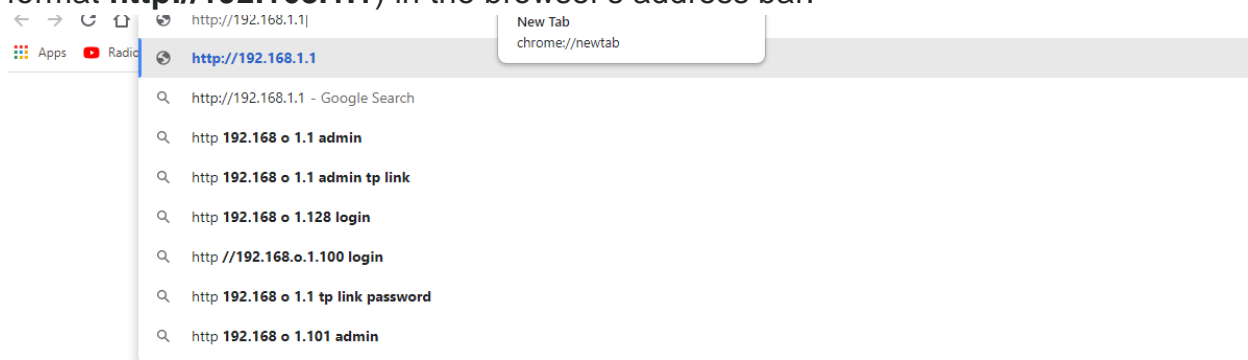 format http://192.168.1.1) in the browser's address bar.
http://192.168.1.1
New Tab
chrome://newtab
Apps
Radio
http://192.168.1.1
http://192.168.1.1 - Google Search
http 192.168 o 1.1 admin
http 192.168 o 1.1 admin tp link
http 192.168 o 1.128 login
http //192.168.o.1.100 login
http 192.168 o 1.1 tp link password
http 192.168 o 1.101 admin